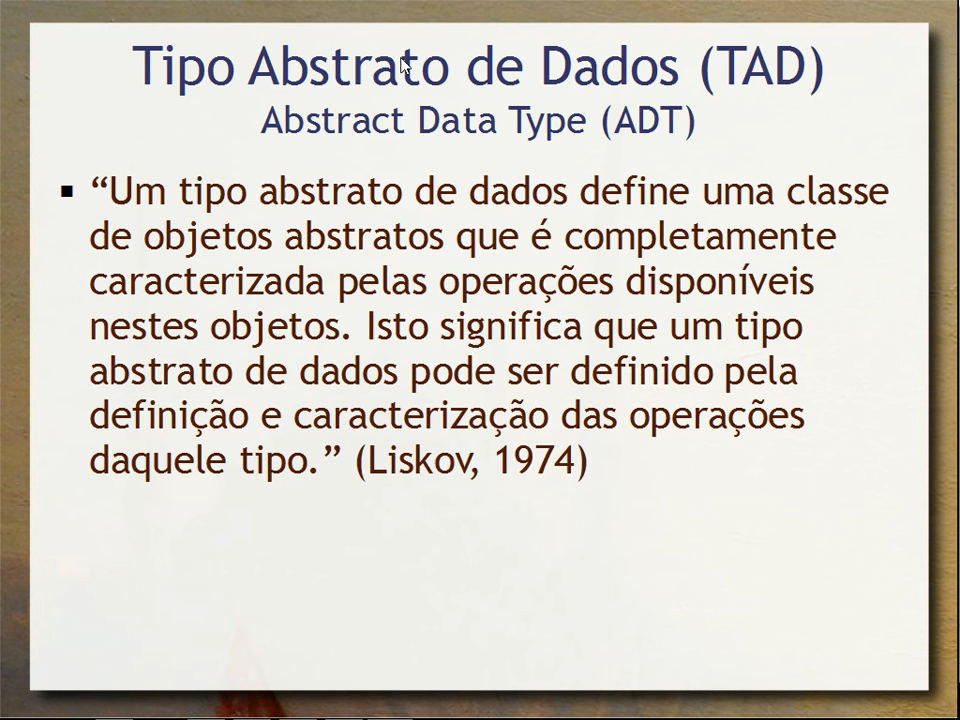 Tipo Abstrato de Dados (TAD)
Abstract Data Type (ADT)
▪ “Um tipo abstrato de dados define uma classe
de objetos abstratos que é completamente
caracterizada pelas operações disponíveis
nestes objetos. Isto significa que um tipo
abstrato de dados pode ser definido pela
definição e caracterização das operações
daquele tipo.” (Liskov, 1974)